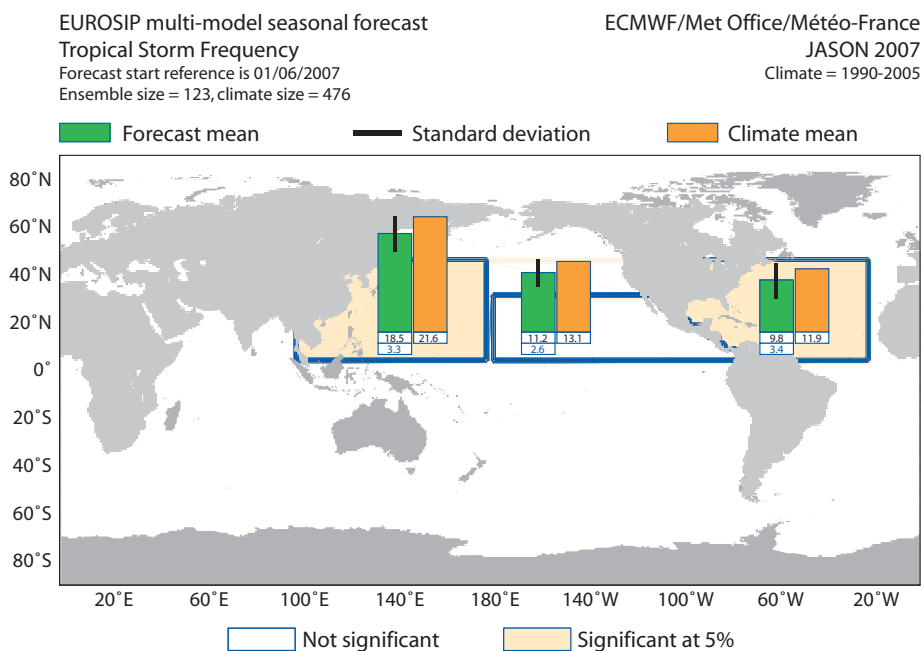 EUROSIP multi-model seasonal forecast
Tropical Storm Frequency
Forecast start reference is 01/06/2007
Ensemble size = 123, climate size = 476
ECMWF/Met Office/Météo-France
JASON 2007
Climate = 1990-2005
Forecast mean
Standard deviation
Climate mean
80˚N
60˚N
40˚N
20˚N
0˚
20˚S
40˚S
60˚S
80˚S
18.5 21.6
3.3
11.2 13.1
2.6
9.8 11.9
3.4
20˚E 60˚E 100˚E 140˚E 180˚E 140˚W 100˚W 60˚W 20˚W
Not significant
Significant at 5%